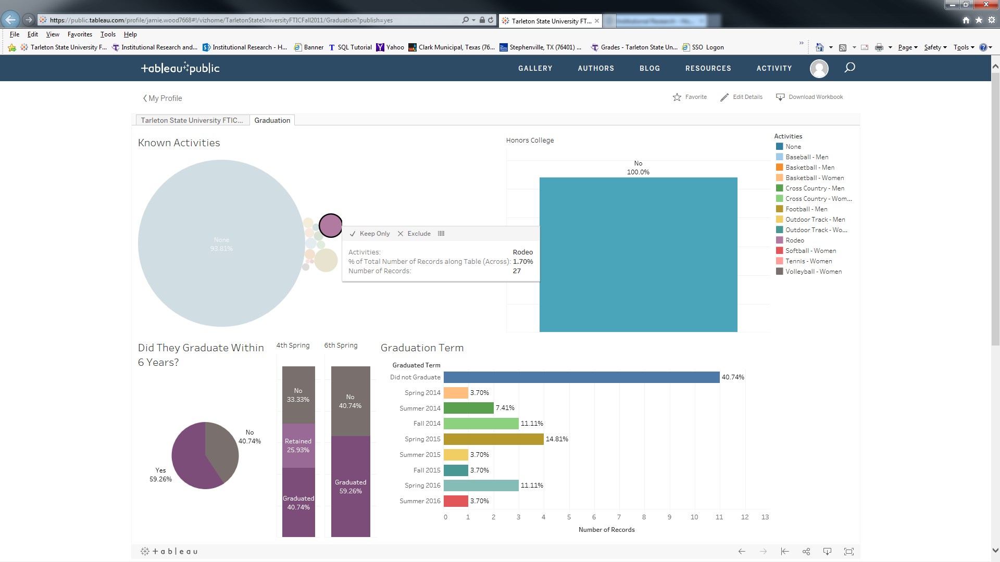 https://public.tableau.com/profile/jamie.wood7668#!/vizhome/TarletonStateUniversityFTICFall2011/Graduation?publish=yes
Tarleton State University FT...
File Edit View Favorites Tools Help
Tarleton State University F... Institutional Research and... Institutional Research - H... Banner SQL Tutorial Yahoo Clark Municipal, Texas (76... Stephenville, TX (76401) ... Grades - Tarleton State Un... SSO Logon
Page Safety Tools
+ableau public
GALLERY AUTHORS BLOG RESOURCES ACTIVITY
My Profile
Favorite Edit Details Download Workbook
Tarleton State University FTIC... Graduation
Known Activities
None
93.81%
Keep Only Exclude
Activities: Rodeo
% of Total Number of Records along Table (Across): 1.70%
Number of Records: 27
Honors College
No
100.0%
Activities
None
Baseball - Men
Basketball - Men
Basketball - Women
Cross Country - Men
Cross Country - Wom...
Football - Men
Outdoor Track - Men
Outdoor Track - Wo...
Rodeo
Softball - Women
Tennis - Women
Volleyball - Women
Did They Graduate Within
6 Years?
No
40.74%
Yes
59.26%
4th Spring
No
33.33%
Retained
25.93%
Graduated
40.74%
6th Spring
No
40.74%
Graduated
59.26%
Graduation Term
Graduated Term
Did not Graduate 40.74%
Spring 2014 3.70%
Summer 2014 7.41%
Fall 2014 11.11%
Spring 2015 14.81%
Summer 2015 3.70%
Fall 2015 3.70%
Spring 2016 11.11%
Summer 2016 3.70%
0 1 2 3 4 5 6 7 8 9 10 11 12 13
Number of Records
+ableau